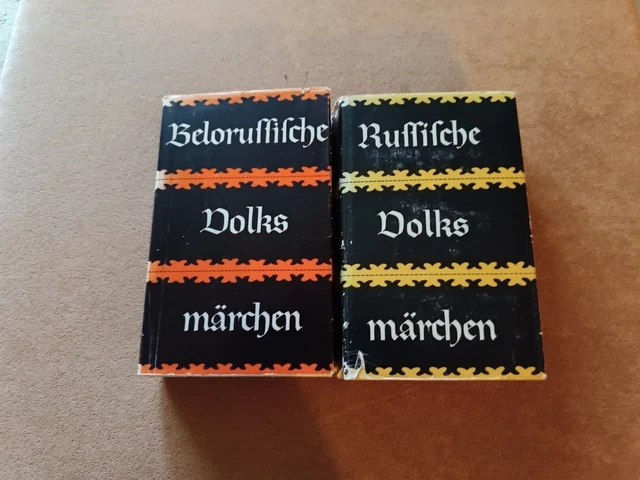 Beloruſſiſche
Volks
märchen
Ruſſiſche
Volks
märchen